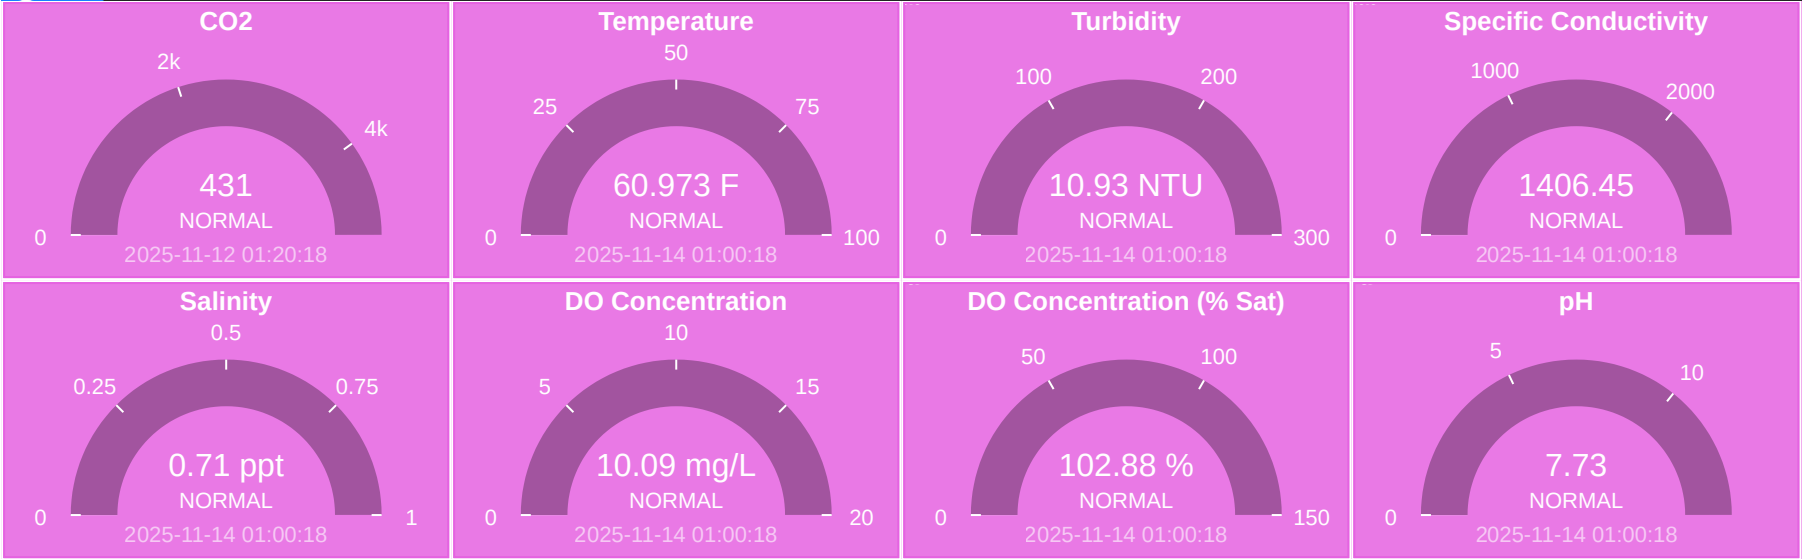 CO2
2k
4k
0
431
NORMAL
2025-11-12 01:20:18
Temperature
50
25
75
0
100
60.973 F
NORMAL
2025-11-14 01:00:18
Turbidity
100
200
0
300
10.93 NTU
NORMAL
2025-11-14 01:00:18
Specific Conductivity
1000
2000
0
1406.45
NORMAL
2025-11-14 01:00:18
Salinity
0.5
0.25
0.75
0
1
0.71 ppt
NORMAL
2025-11-14 01:00:18
DO Concentration
10
5
15
0
20
10.09 mg/L
NORMAL
2025-11-14 01:00:18
DO Concentration (% Sat)
50
100
0
150
102.88 %
NORMAL
2025-11-14 01:00:18
pH
5
10
0
7.73
NORMAL
2025-11-14 01:00:18